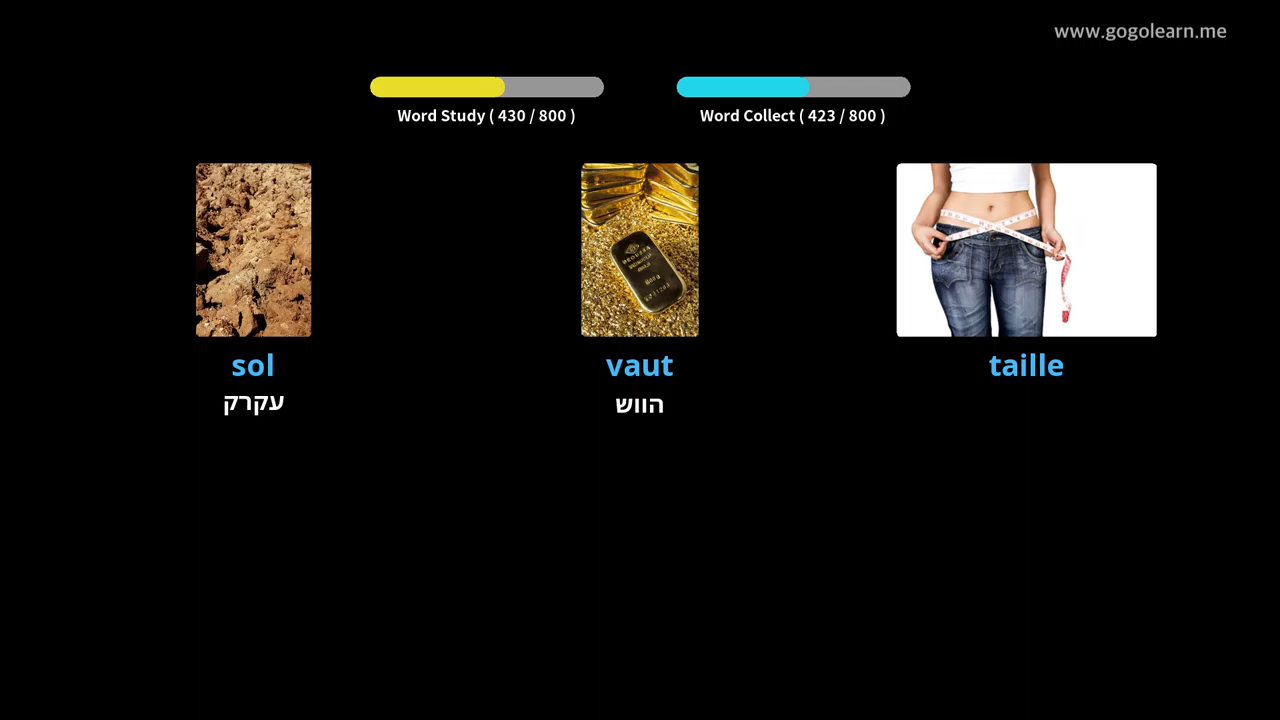 www.gogolearn.me
Word Study ( 430 / 800 )
Word Collect ( 423 / 800 )
sol
עקרק
vaut
הווש
taille